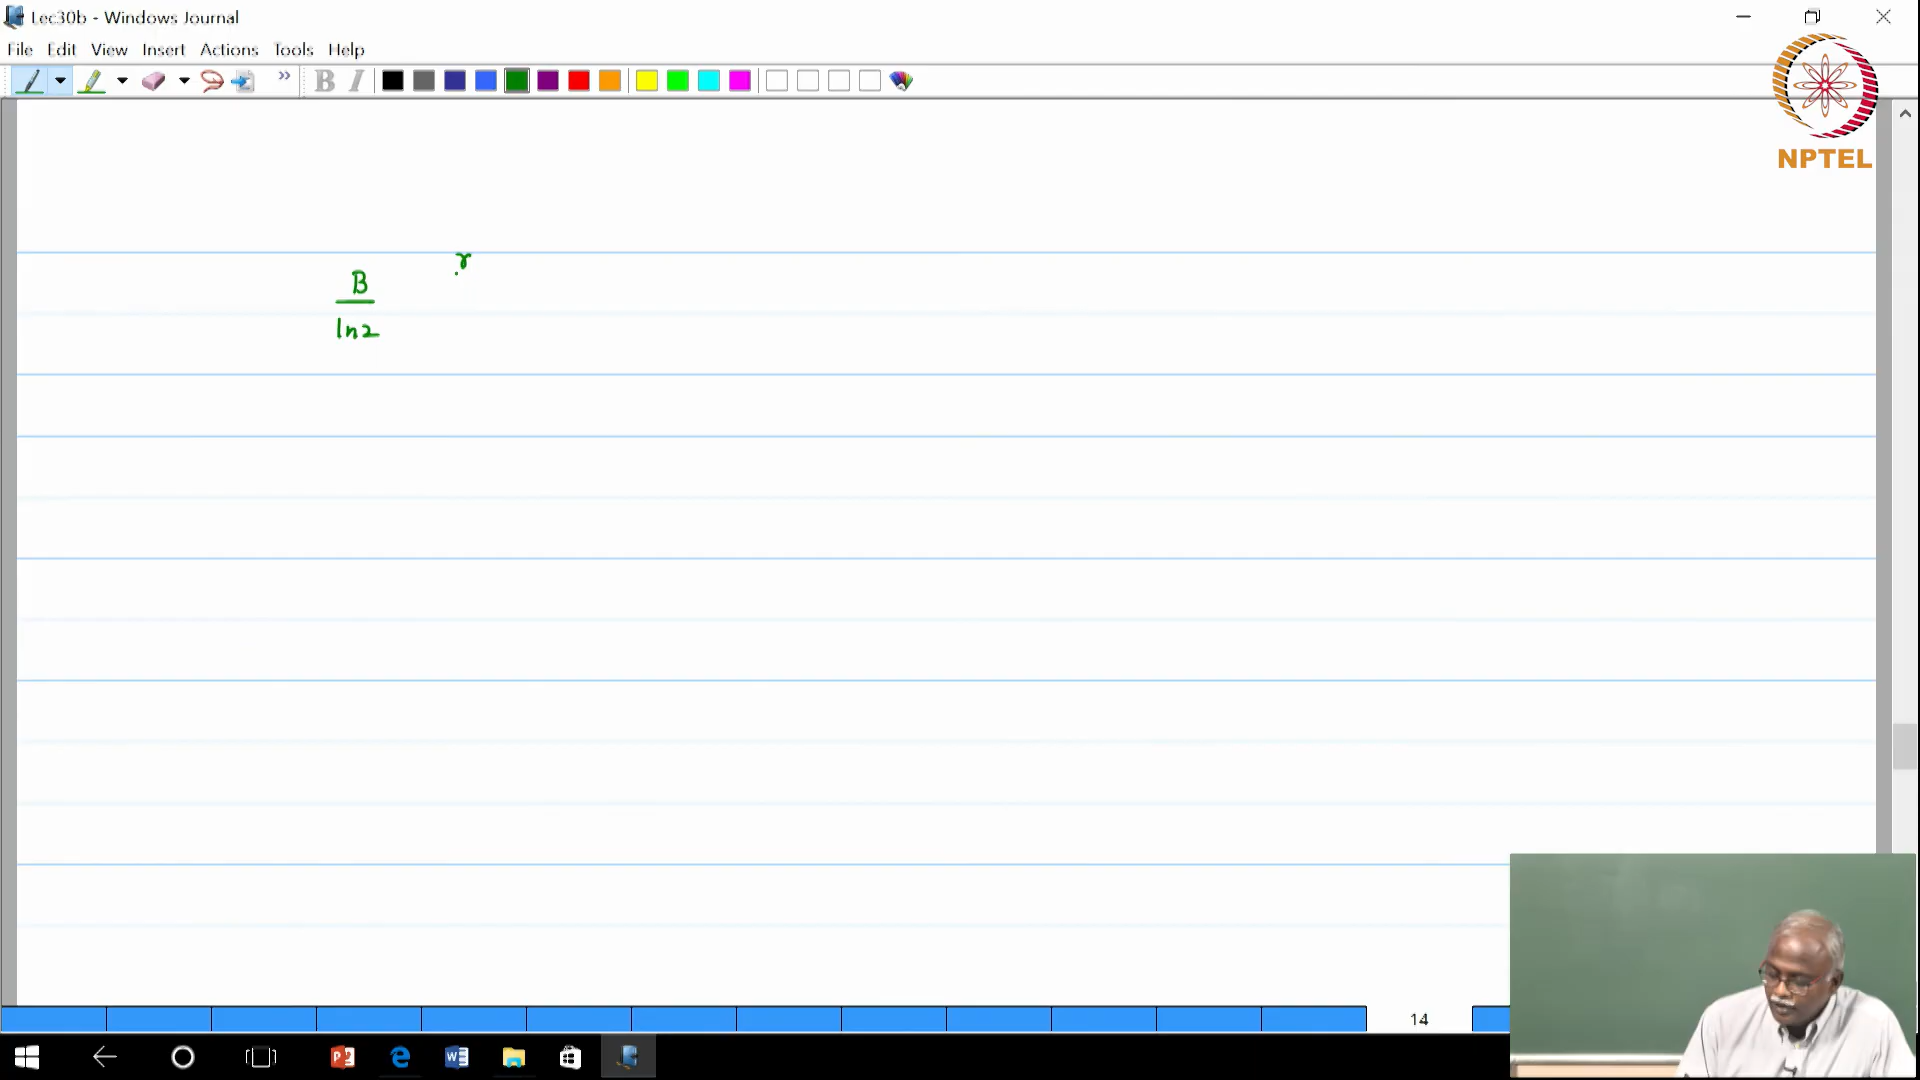 Lec30b - Windows Journal
File Edit View Insert Actions Tools Help
B I
NPTEL
γ
B
ln2
14